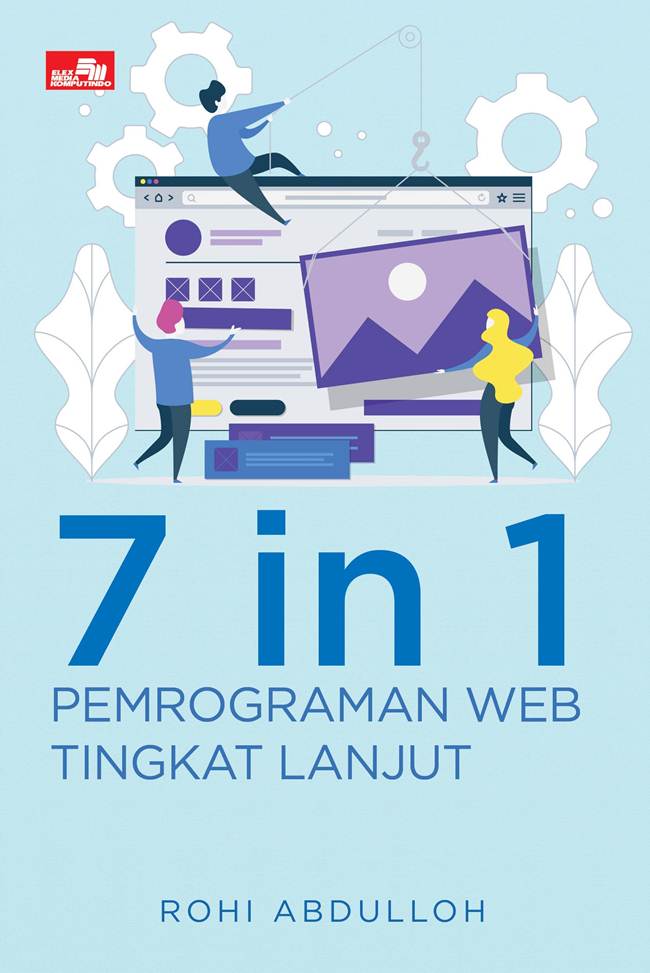 ELEX
MEDIA
KOMPUTINDO
7 in 1
PEMROGRAMAN WEB
TINGKAT LANJUT
ROHI ABDULLOH